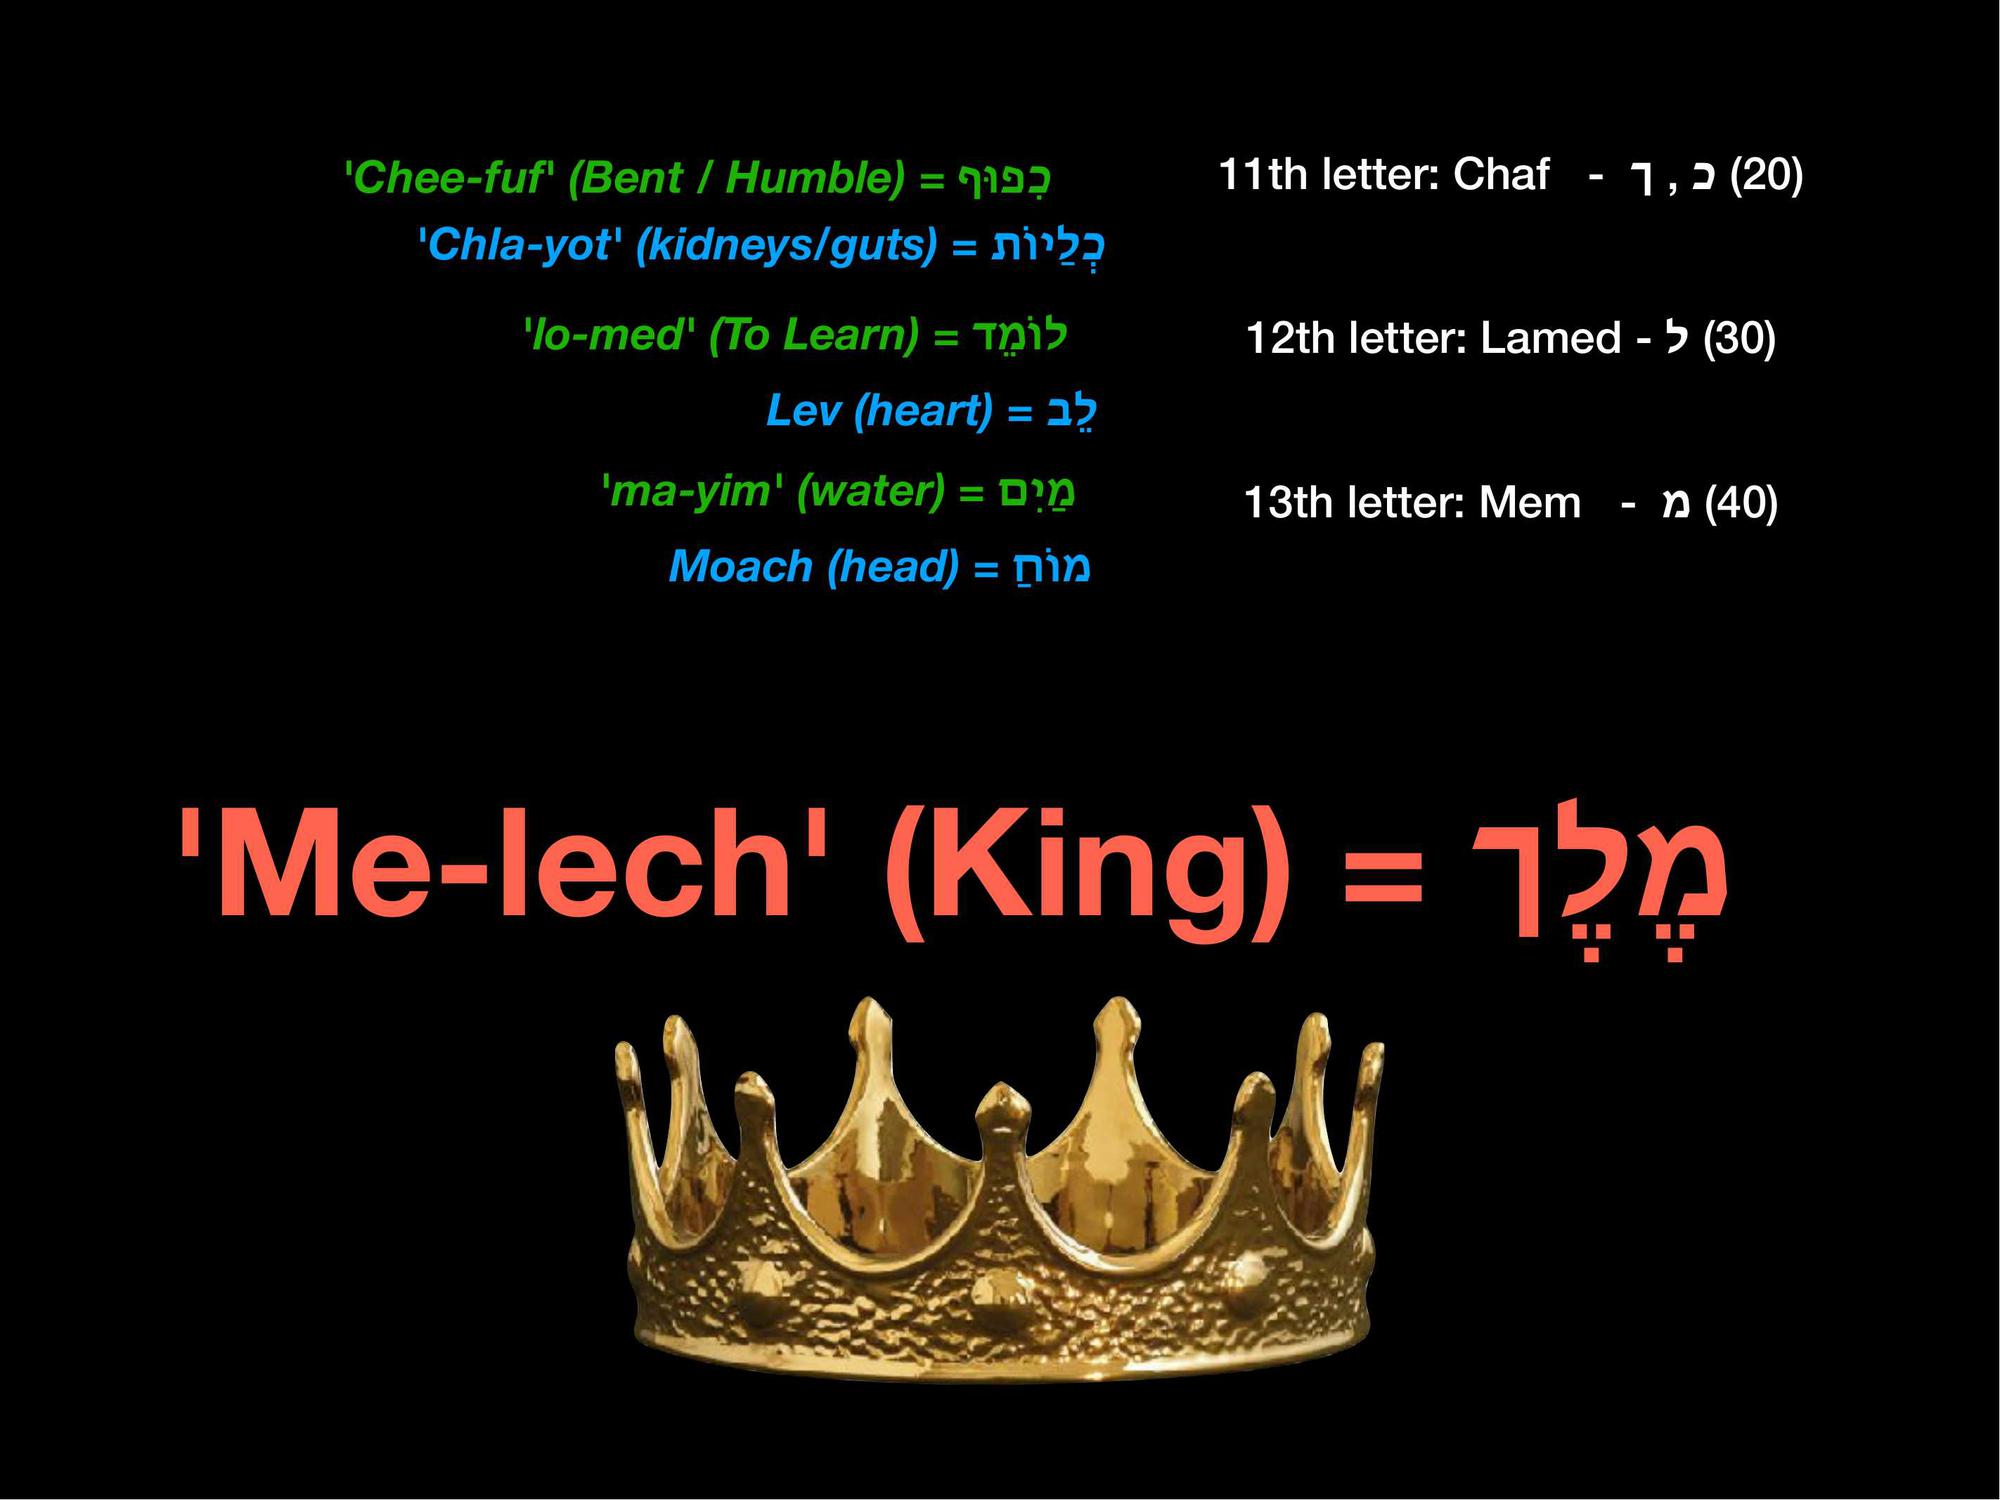 'Chee-fuf' (Bent / Humble) = כִפוּף
11th letter: Chaf - כ , ך (20)
'Chla-yot' (kidneys/guts) = כְלַיוֹת
'lo-med' (To Learn) = לוֹמֵד
12th letter: Lamed - ל (30)
Lev (heart) = לֵב
'ma-yim' (water) = מַיִם
13th letter: Mem - מ (40)
Moach (head) = מוֹחַ
'Me-lech' (King) = מֶלֶך